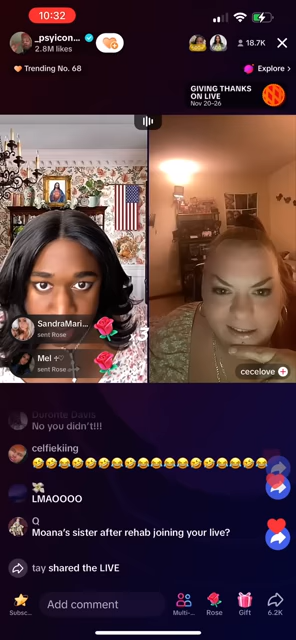 10:32
_psyicon...
2.8M likes
18.7K
Trending No. 68
Explore >
GIVING THANKS
ON LIVE
Nov 20-26
SandraMari...
sent Rose
Mel
sent Rose
cecelove
Duronte Davis
No you didn't!!!
celfiekiing
🤣🤣😂🤣🤣🤣😂🤣😂😂😂😂🤣😂🤣😂🤣😂
💸
LMAOOOO
Q
Moana's sister after rehab joining your live?
tay shared the LIVE
Subsc...
Add comment
Multi-...
Rose
Gift
6.2K